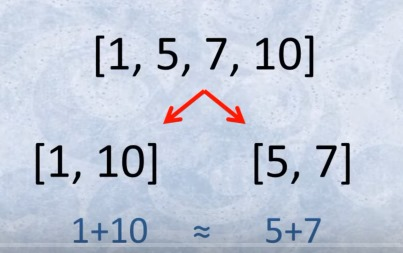 [1, 5, 7, 10]
[1, 10] [5, 7]
1+10 ≈ 5+7